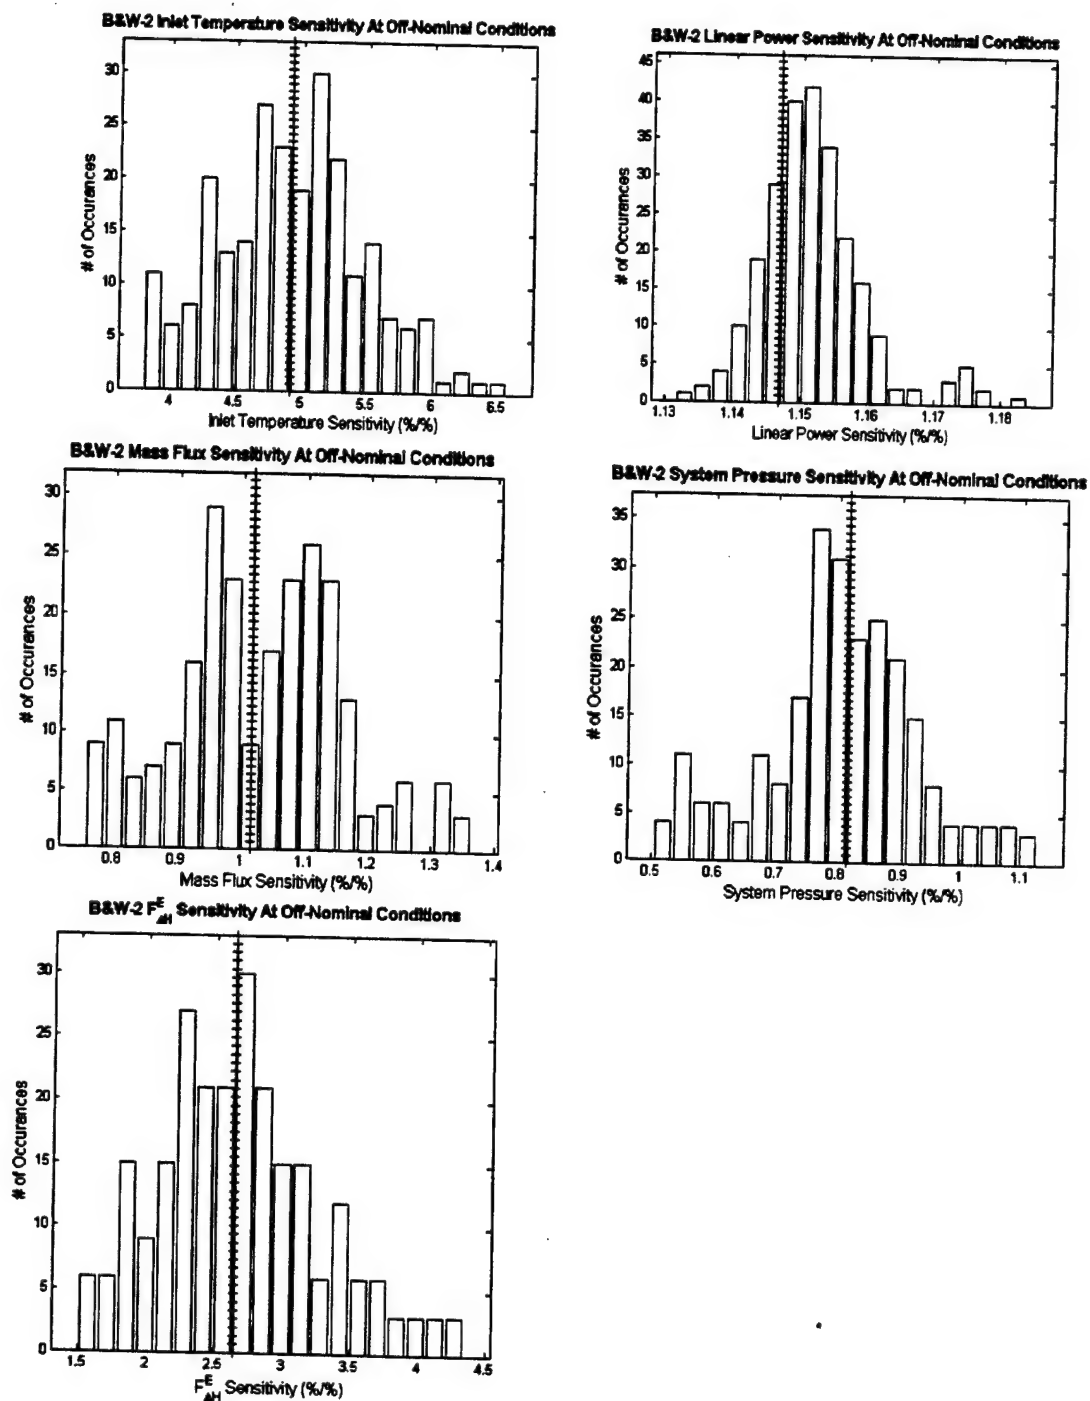 B&W-2 Inlet Temperature Sensitivity At Off-Nominal Conditions
# of Occurances
30
25
20
15
10
5
0
4 4.5 5 5.5 6 6.5
Inlet Temperature Sensitivity (%/%)
B&W-2 Linear Power Sensitivity At Off-Nominal Conditions
# of Occurances
45
40
35
30
25
20
15
10
5
0
1.13 1.14 1.15 1.16 1.17 1.18
Linear Power Sensitivity (%/%)
B&W-2 Mass Flux Sensitivity At Off-Nominal Conditions
# of Occurances
30
25
20
15
10
5
0
0.8 0.9 1 1.1 1.2 1.3 1.4
Mass Flux Sensitivity (%/%)
B&W-2 System Pressure Sensitivity At Off-Nominal Conditions
# of Occurances
35
30
25
20
15
10
5
0
0.5 0.6 0.7 0.8 0.9 1 1.1
System Pressure Sensitivity (%/%)
B&W-2 F^E_ΔH Sensitivity At Off-Nominal Conditions
# of Occurances
30
25
20
15
10
5
0
1.5 2 2.5 3 3.5 4 4.5
F^E_ΔH Sensitivity (%/%)